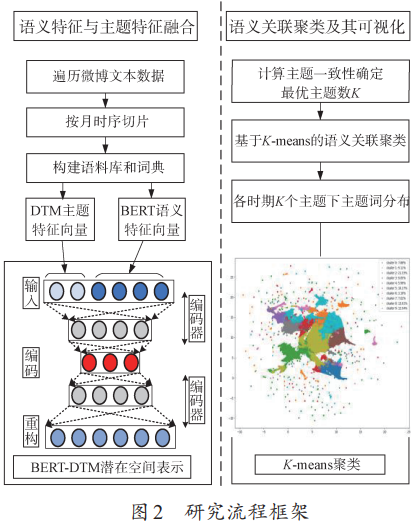 语义特征与主题特征融合
遍历微博文本数据
按月时序切片
构建语料库和词典
DTM主题
特征向量
BERT语义
特征向量
输入
编码器
编码
编码器
重构
BERT-DTM潜在空间表示
语义关联聚类及其可视化
计算主题一致性确定
最优主题数K
基于K-means的语义关联聚类
各时期K个主题下主题词分布
K-means聚类
图2 研究流程框架